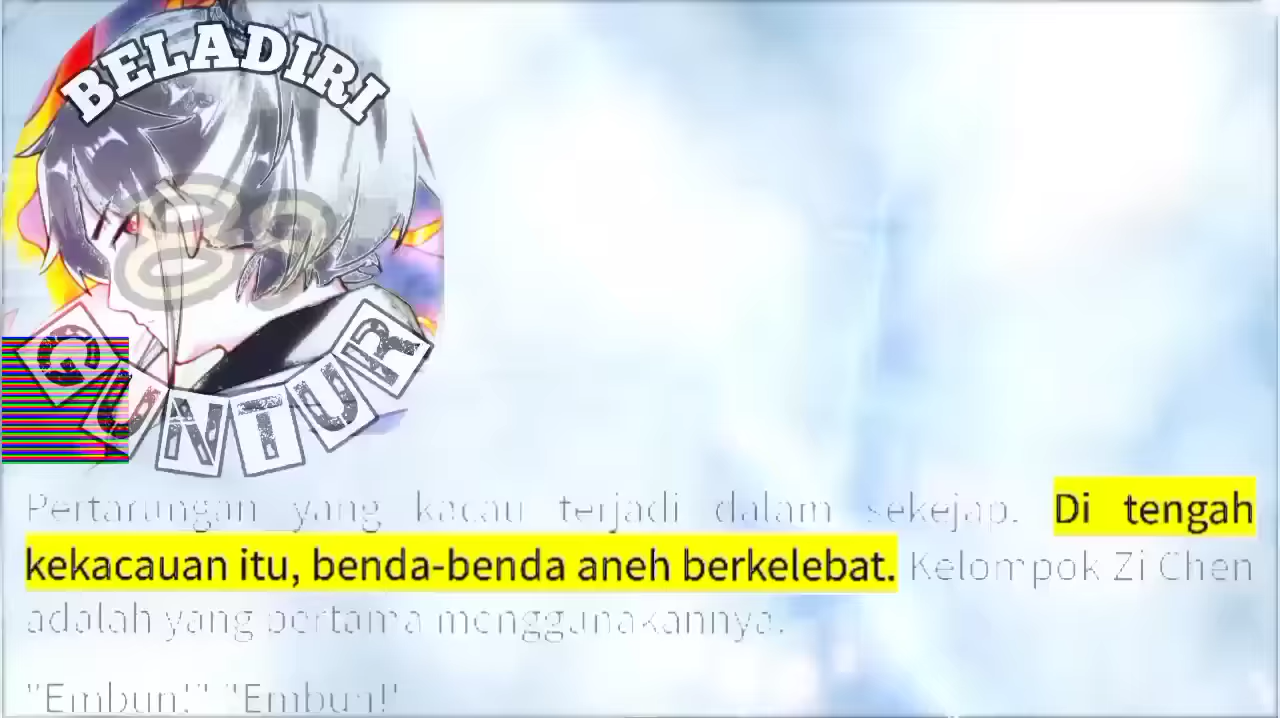 BELADIRI
83
GUNTUR
Pertarungan yang kacau terjadi dalam sekejap. Di tengah
kekacauan itu, benda-benda aneh berkelebat. Kelompok Zi Chen
adalah yang pertama menggunakannya.
"Embun!" "Embun!"